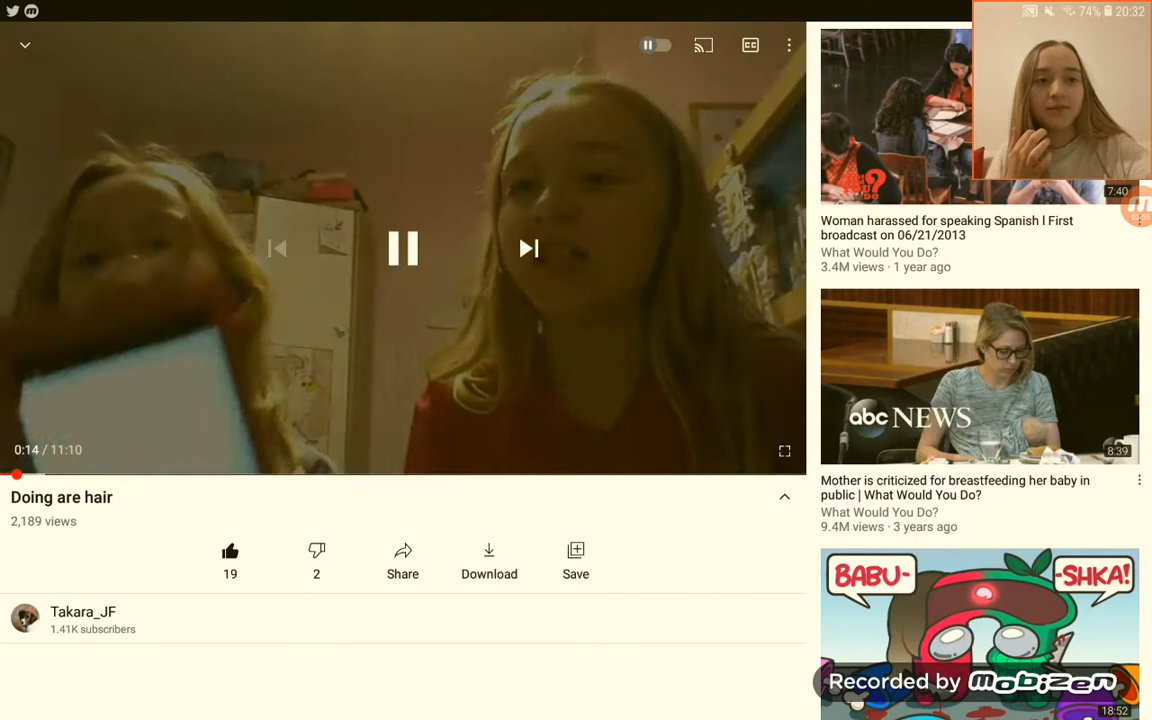 74% 20:32
CC
0:14 / 11:10
Doing are hair
2,189 views
19
2
Share
Download
Save
Takara_JF
1.41K subscribers
7:40
Woman harassed for speaking Spanish l First
broadcast on 06/21/2013
What Would You Do?
3.4M views · 1 year ago
abc NEWS
8:39
Mother is criticized for breastfeeding her baby in
public | What Would You Do?
What Would You Do?
9.4M views · 3 years ago
BABU-
-SHKA!
Recorded by mobizen
18:52